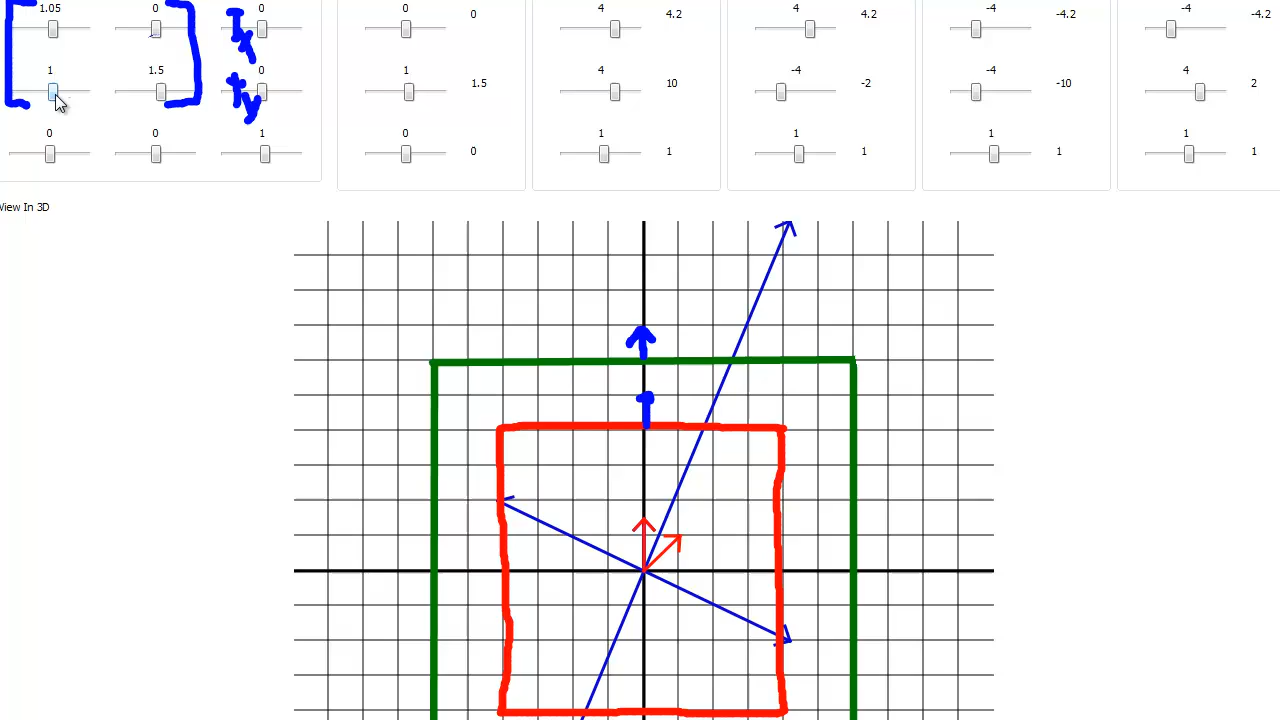 1.05 0 0 0 4 4.2 4 4.2 -4 -4.2 -4 -4.2
Tx
1 1.5 0 1 1.5 4 10 -4 -2 -4 -10 4 2
Ty
0 0 1 0 0 1 1 1 1 1 1 1 1
View In 3D